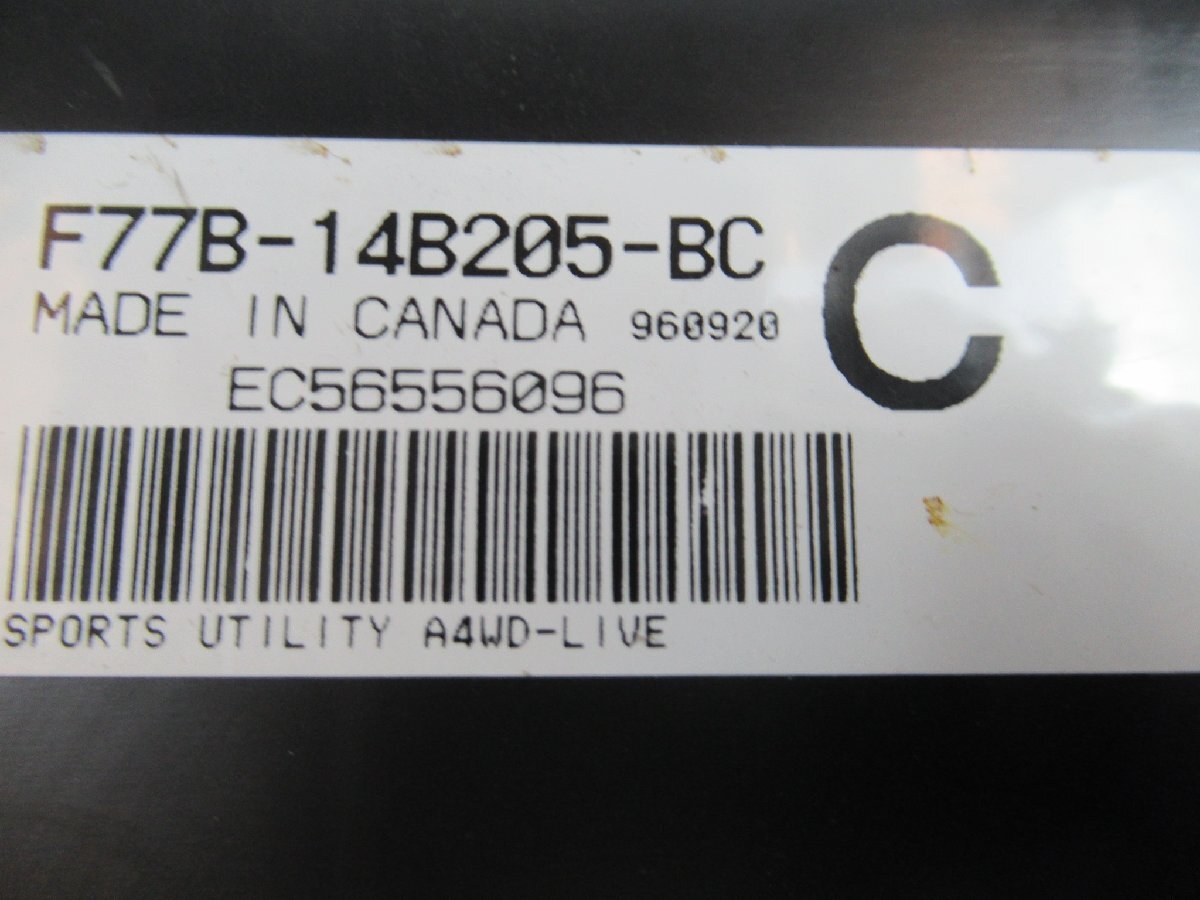 F77B-14B205-BC C
MADE IN CANADA 960920
EC56556096
SPORTS UTILITY A4WD-LIVE